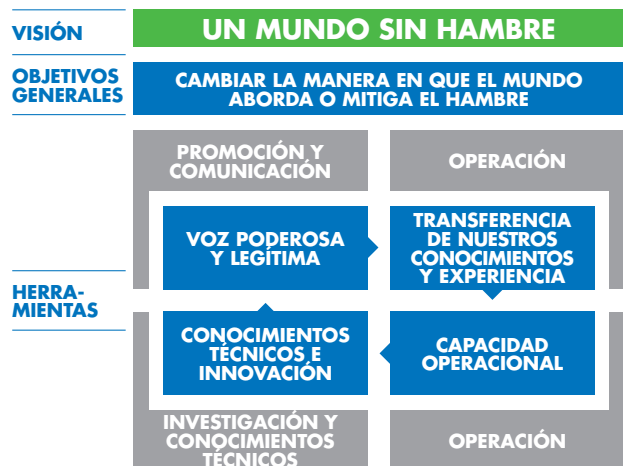 VISIÓN
UN MUNDO SIN HAMBRE
OBJETIVOS
GENERALES
CAMBIAR LA MANERA EN QUE EL MUNDO
ABORDA O MITIGA EL HAMBRE
HERRA-
MIENTAS
PROMOCIÓN Y
COMUNICACIÓN
OPERACIÓN
VOZ PODEROSA
Y LEGÍTIMA
TRANSFERENCIA
DE NUESTROS
CONOCIMIENTOS
Y EXPERIENCIA
CONOCIMIENTOS
TÉCNICOS E
INNOVACIÓN
CAPACIDAD
OPERACIONAL
INVESTIGACIÓN Y
CONOCIMIENTOS
TÉCNICOS
OPERACIÓN